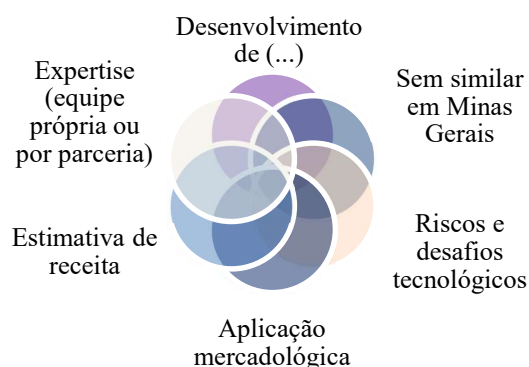 Desenvolvimento
de (...)
Sem similar
em Minas
Gerais
Riscos e
desafios
tecnológicos
Aplicação
mercadológica
Estimativa de
receita
Expertise
(equipe
própria ou
por parceria)